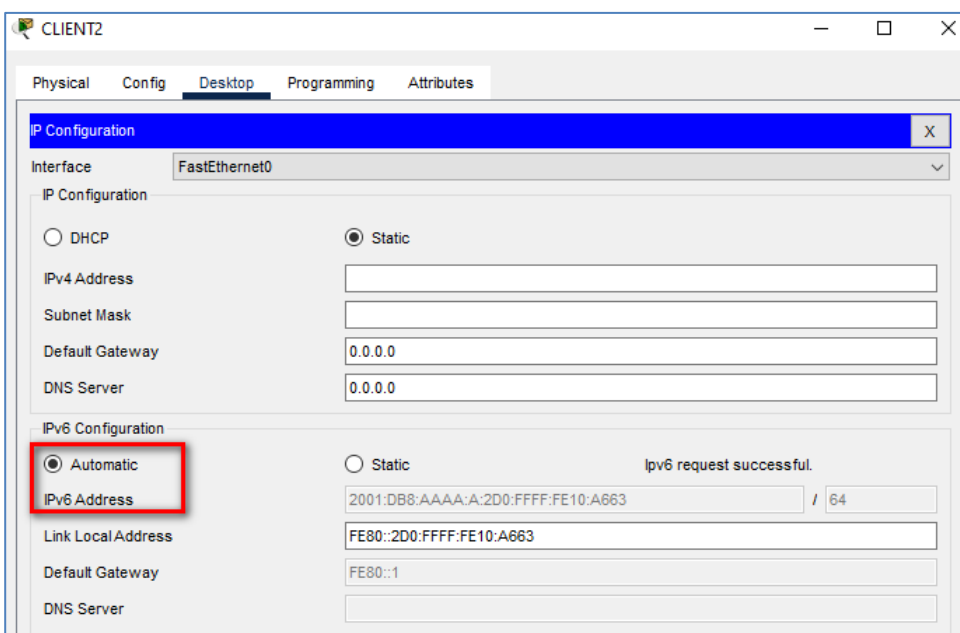 CLIENT2
Physical Config Desktop Programming Attributes
IP Configuration X
Interface FastEthernet0
IP Configuration
DHCP Static
IPv4 Address
Subnet Mask
Default Gateway 0.0.0.0
DNS Server 0.0.0.0
IPv6 Configuration
Automatic Static Ipv6 request successful.
IPv6 Address 2001:DB8:AAAA:A:2D0:FFFF:FE10:A663 / 64
Link Local Address FE80::2D0:FFFF:FE10:A663
Default Gateway FE80::1
DNS Server